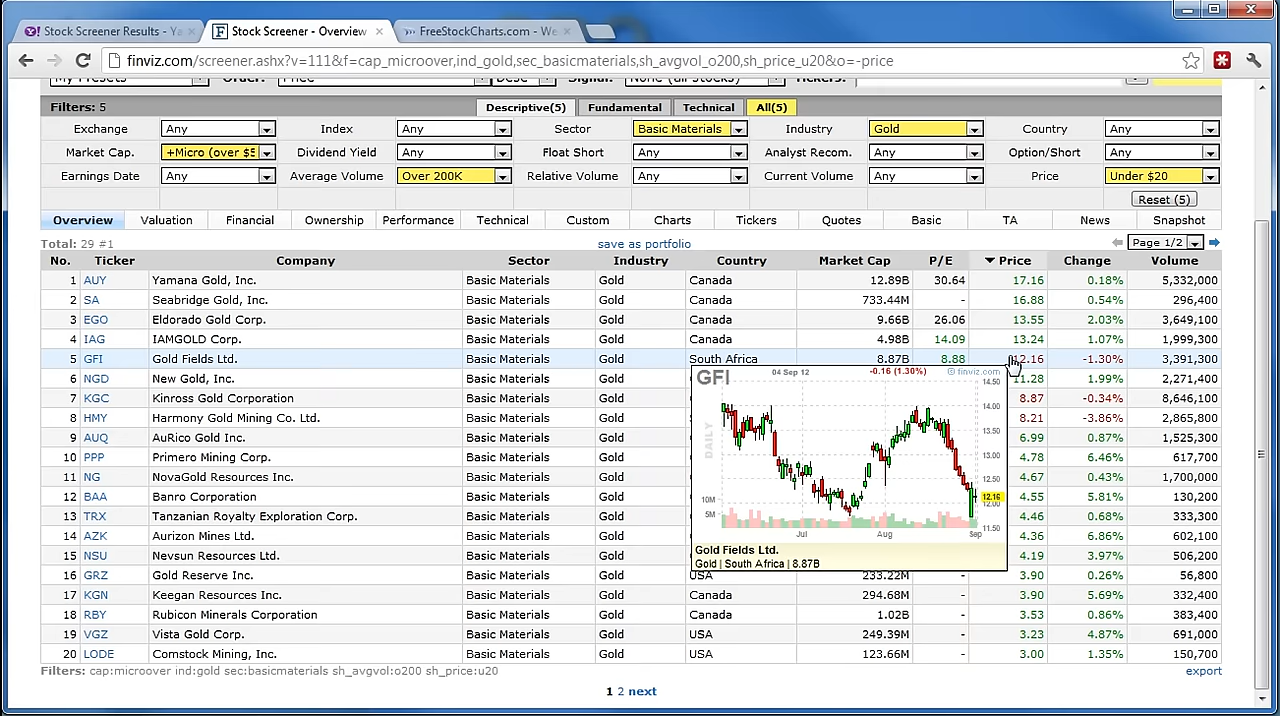 Stock Screener Results - Ya
Stock Screener - Overview
FreeStockCharts.com - We
finviz.com/screener.ashx?v=111&f=cap_microover,ind_gold,sec_basicmaterials,sh_avgvol_o200,sh_price_u20&o=-price
My Presets Order: Price Desc Signal: None (all stocks) Tickers:
Filters: 5 Descriptive(5) Fundamental Technical All(5)
Exchange Any Index Any Sector Basic Materials Industry Gold Country Any
Market Cap. +Micro (over $5 Dividend Yield Any Float Short Any Analyst Recom. Any Option/Short Any
Earnings Date Any Average Volume Over 200K Relative Volume Any Current Volume Any Price Under $20
Reset (5)
Overview Valuation Financial Ownership Performance Technical Custom Charts Tickers Quotes Basic TA News Snapshot
Total: 29 #1 save as portfolio Page 1/2
No. Ticker Company Sector Industry Country Market Cap P/E Price Change Volume
1 AUY Yamana Gold, Inc. Basic Materials Gold Canada 12.89B 30.64 17.16 0.18% 5,332,000
2 SA Seabridge Gold, Inc. Basic Materials Gold Canada 733.44M - 16.88 0.54% 296,400
3 EGO Eldorado Gold Corp. Basic Materials Gold Canada 9.66B 26.06 13.55 2.03% 3,649,100
4 IAG IAMGOLD Corp. Basic Materials Gold Canada 4.98B 14.09 13.24 1.07% 1,999,300
5 GFI Gold Fields Ltd. Basic Materials Gold South Africa 8.87B 8.88 12.16 -1.30% 3,391,300
6 NGD New Gold, Inc. Basic Materials Gold 11.28 1.99% 2,271,400
7 KGC Kinross Gold Corporation Basic Materials Gold 8.87 -0.34% 8,646,100
8 HMY Harmony Gold Mining Co. Ltd. Basic Materials Gold 8.21 -3.86% 2,865,800
9 AUQ AuRico Gold Inc. Basic Materials Gold 6.99 0.87% 1,525,300
10 PPP Primero Mining Corp. Basic Materials Gold 4.78 6.46% 617,700
11 NG NovaGold Resources Inc. Basic Materials Gold 4.67 0.43% 1,700,000
12 BAA Banro Corporation Basic Materials Gold 4.55 5.81% 130,200
13 TRX Tanzanian Royalty Exploration Corp. Basic Materials Gold 4.46 0.68% 333,300
14 AZK Aurizon Mines Ltd. Basic Materials Gold 4.36 6.86% 602,100
15 NSU Nevsun Resources Ltd. Basic Materials Gold 4.19 3.97% 506,200
16 GRZ Gold Reserve Inc. Basic Materials Gold USA 233.22M - 3.90 0.26% 56,800
17 KGN Keegan Resources Inc. Basic Materials Gold Canada 294.68M - 3.90 5.69% 332,400
18 RBY Rubicon Minerals Corporation Basic Materials Gold Canada 1.02B - 3.53 0.86% 383,400
19 VGZ Vista Gold Corp. Basic Materials Gold USA 249.39M - 3.23 4.87% 691,000
20 LODE Comstock Mining, Inc. Basic Materials Gold USA 123.66M - 3.00 1.35% 150,700
GFI 04 Sep 12 -0.16 (1.30%) © finviz.com
DAILY
14.50
14.00
13.50
13.00
12.50
12.16
12.00
11.50
10M
5M
Jul Aug Sep
Gold Fields Ltd.
Gold | South Africa | 8.87B
Filters: cap:microover ind:gold sec:basicmaterials sh_avgvol:o200 sh_price:u20 export
1 2 next